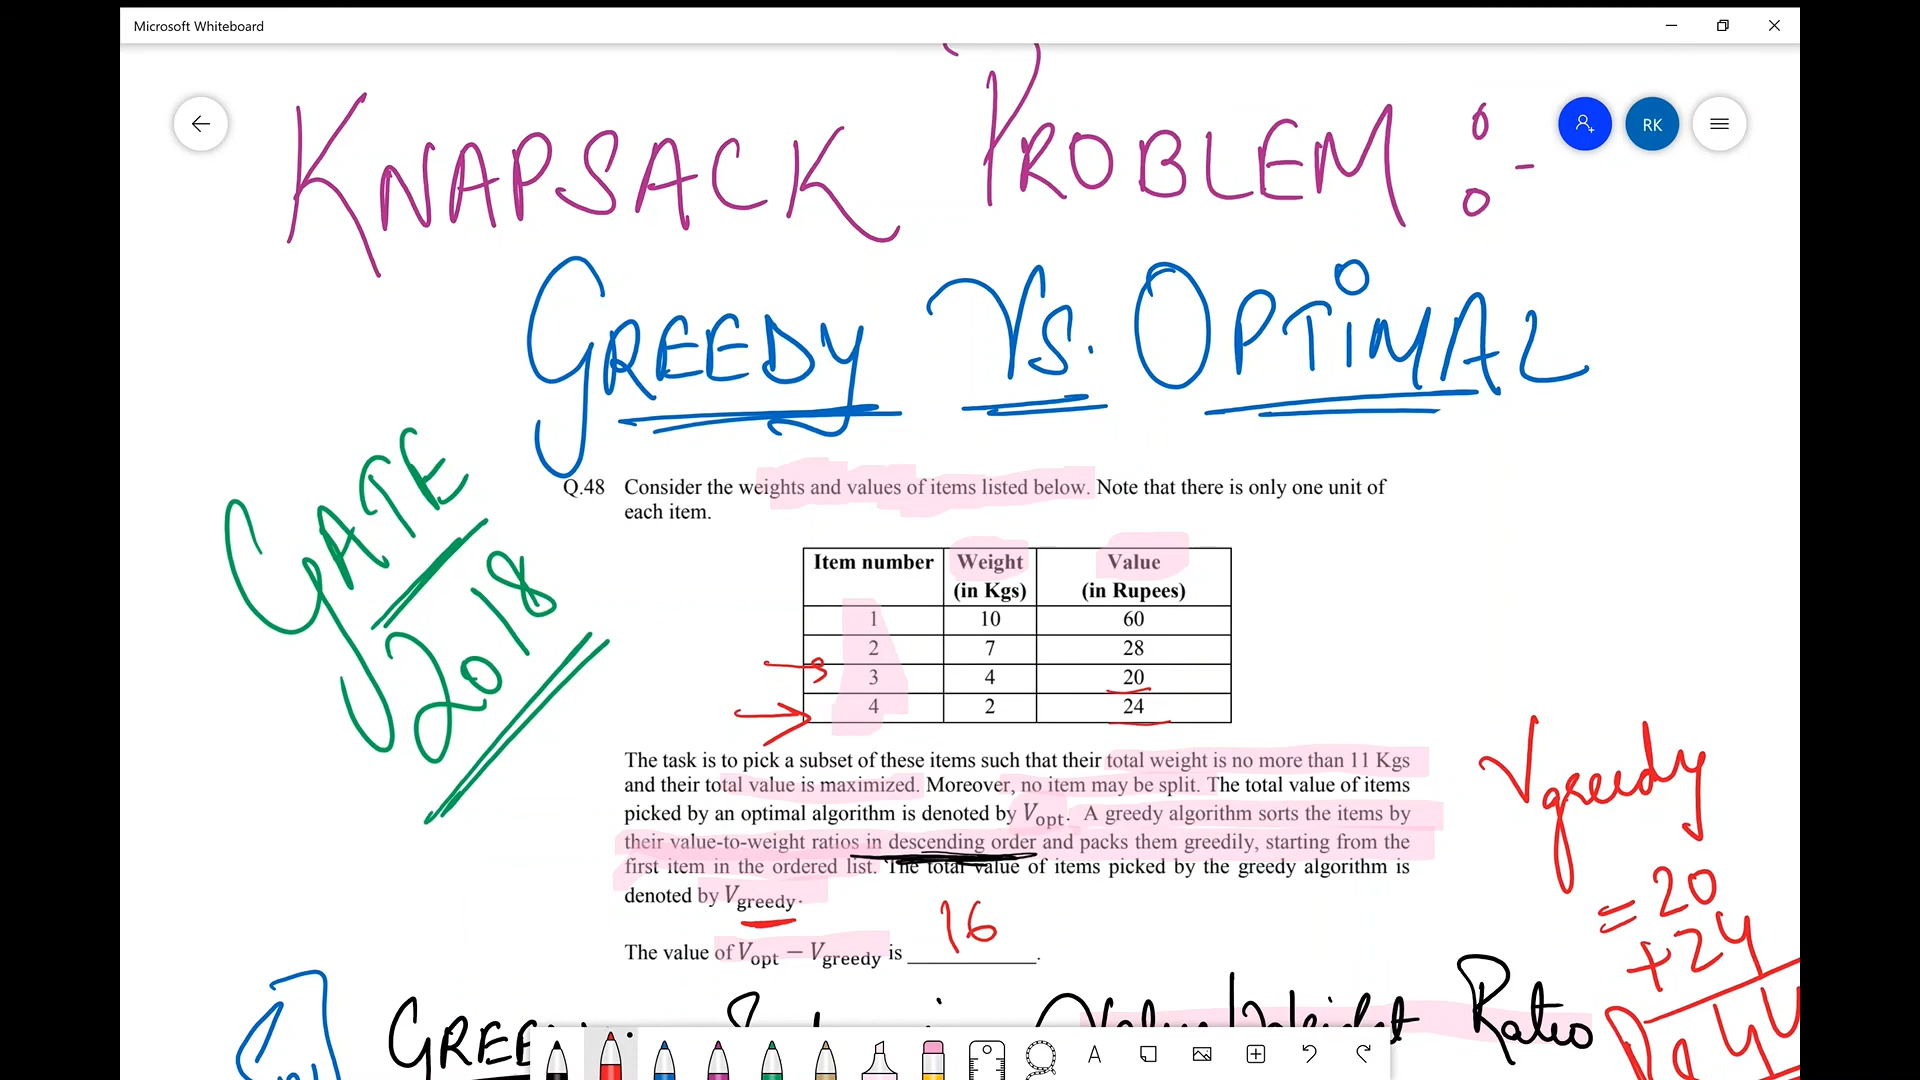 Microsoft Whiteboard
KNAPSACK PROBLEM :-
RK
GREEDY Vs. OPTIMAL
GATE
2018
Q.48 Consider the weights and values of items listed below. Note that there is only one unit of
each item.
Item number Weight (in Kgs) Value (in Rupees)
1 10 60
2 7 28
3 4 20
4 2 24
The task is to pick a subset of these items such that their total weight is no more than 11 Kgs
and their total value is maximized. Moreover, no item may be split. The total value of items
picked by an optimal algorithm is denoted by Vopt. A greedy algorithm sorts the items by
their value-to-weight ratios in descending order and packs them greedily, starting from the
first item in the ordered list. The total value of items picked by the greedy algorithm is
denoted by Vgreedy.
The value of Vopt − Vgreedy is 16.
Vgreedy
= 20
+ 24
Value/Weight Ratio